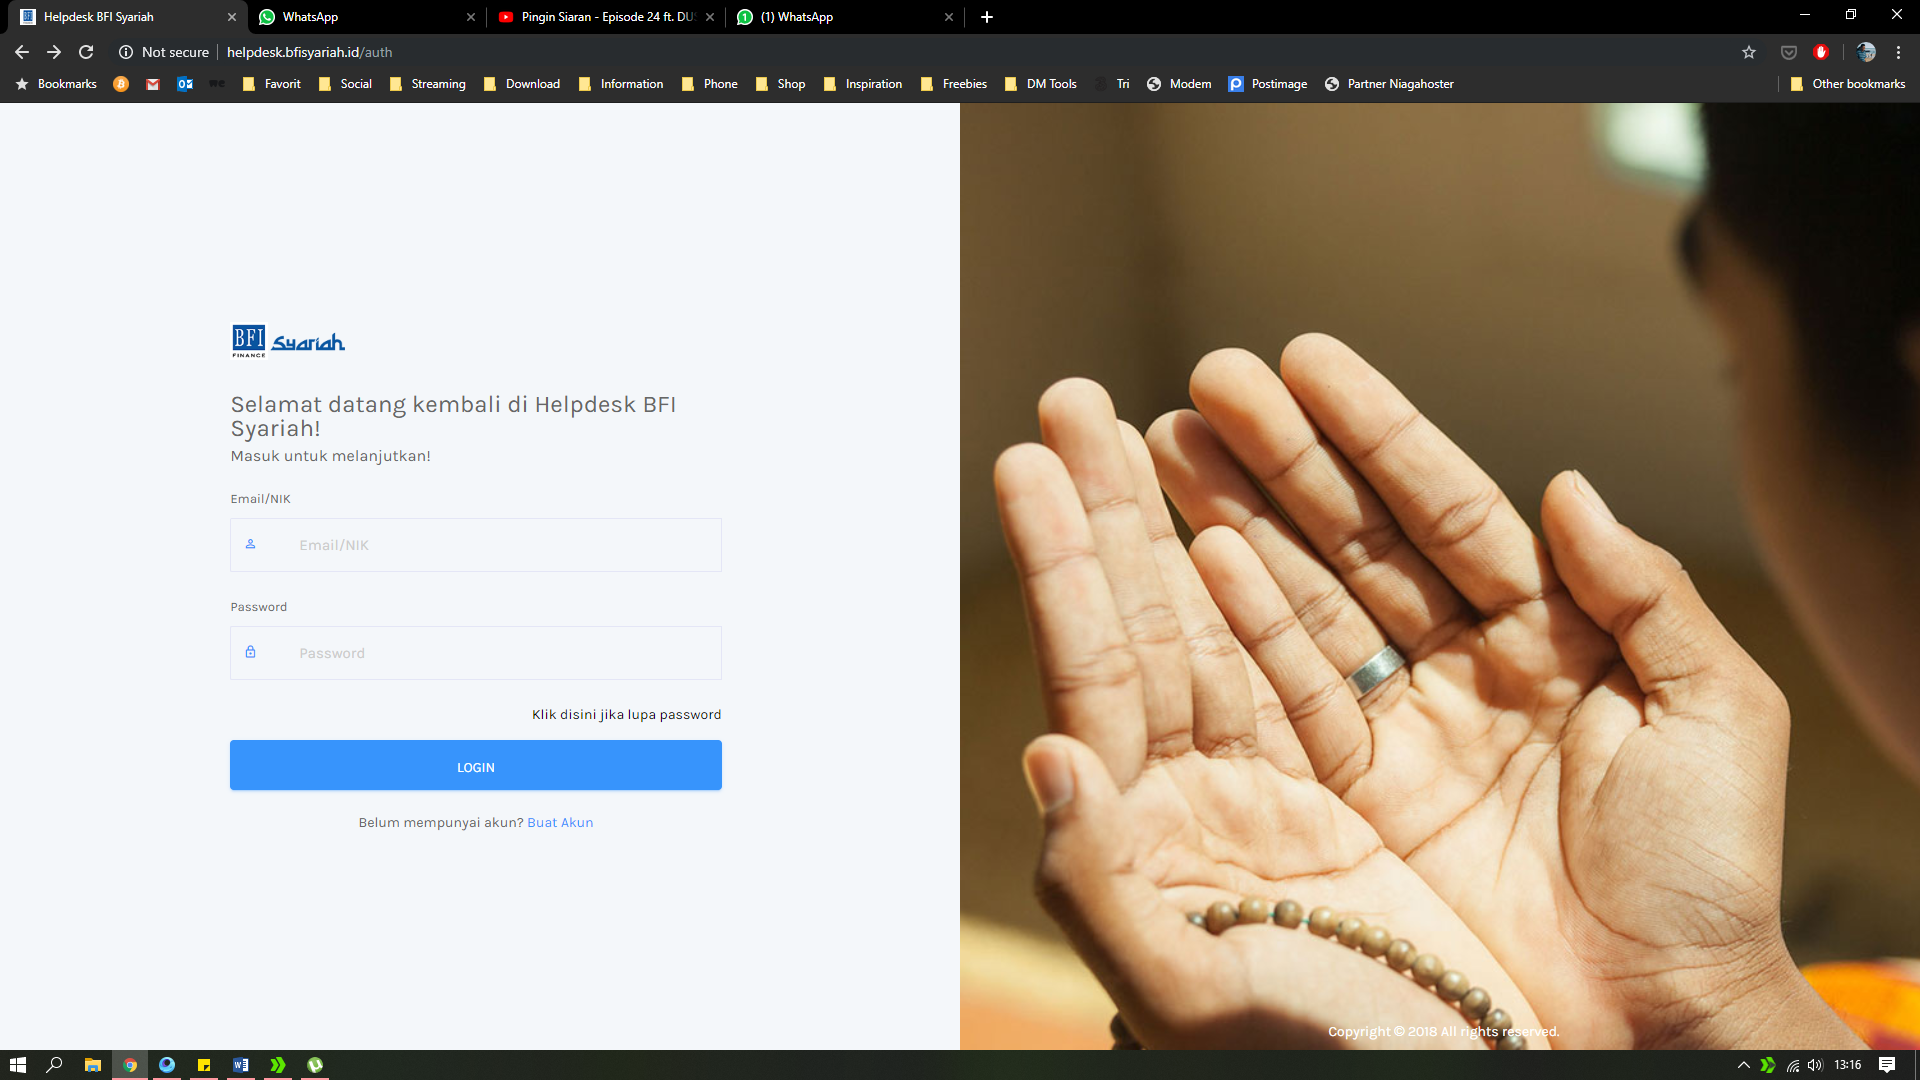 Helpdesk BFI Syariah
WhatsApp
Pingin Siaran - Episode 24 ft. DUS
(1) WhatsApp
Not secure
helpdesk.bfisyariah.id/auth
Bookmarks
Favorit
Social
Streaming
Download
Information
Phone
Shop
Inspiration
Freebies
DM Tools
Tri
Modem
Postimage
Partner Niagahoster
Other bookmarks
BFI
FINANCE
Syariah
Selamat datang kembali di Helpdesk BFI
Syariah!
Masuk untuk melanjutkan!
Email/NIK
Email/NIK
Password
Password
Klik disini jika lupa password
LOGIN
Belum mempunyai akun? Buat Akun
Copyright © 2018 All rights reserved.
13:16